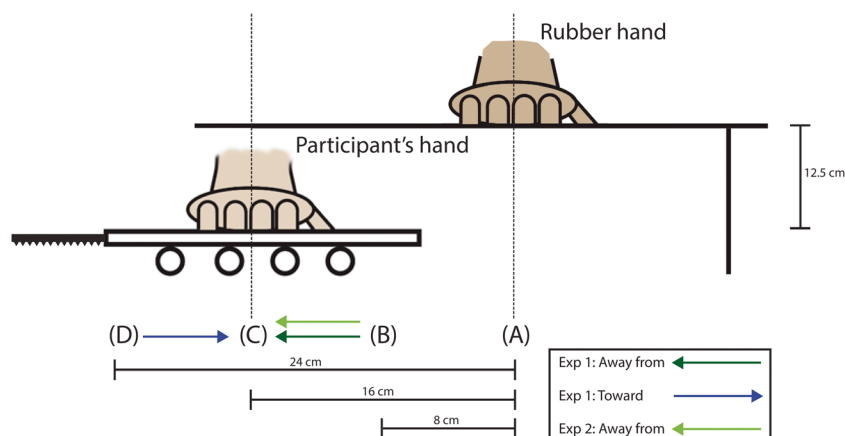 Rubber hand
Participant's hand
12.5 cm
(D) (C) (B) (A)
24 cm
16 cm
8 cm
Exp 1: Away from
Exp 1: Toward
Exp 2: Away from